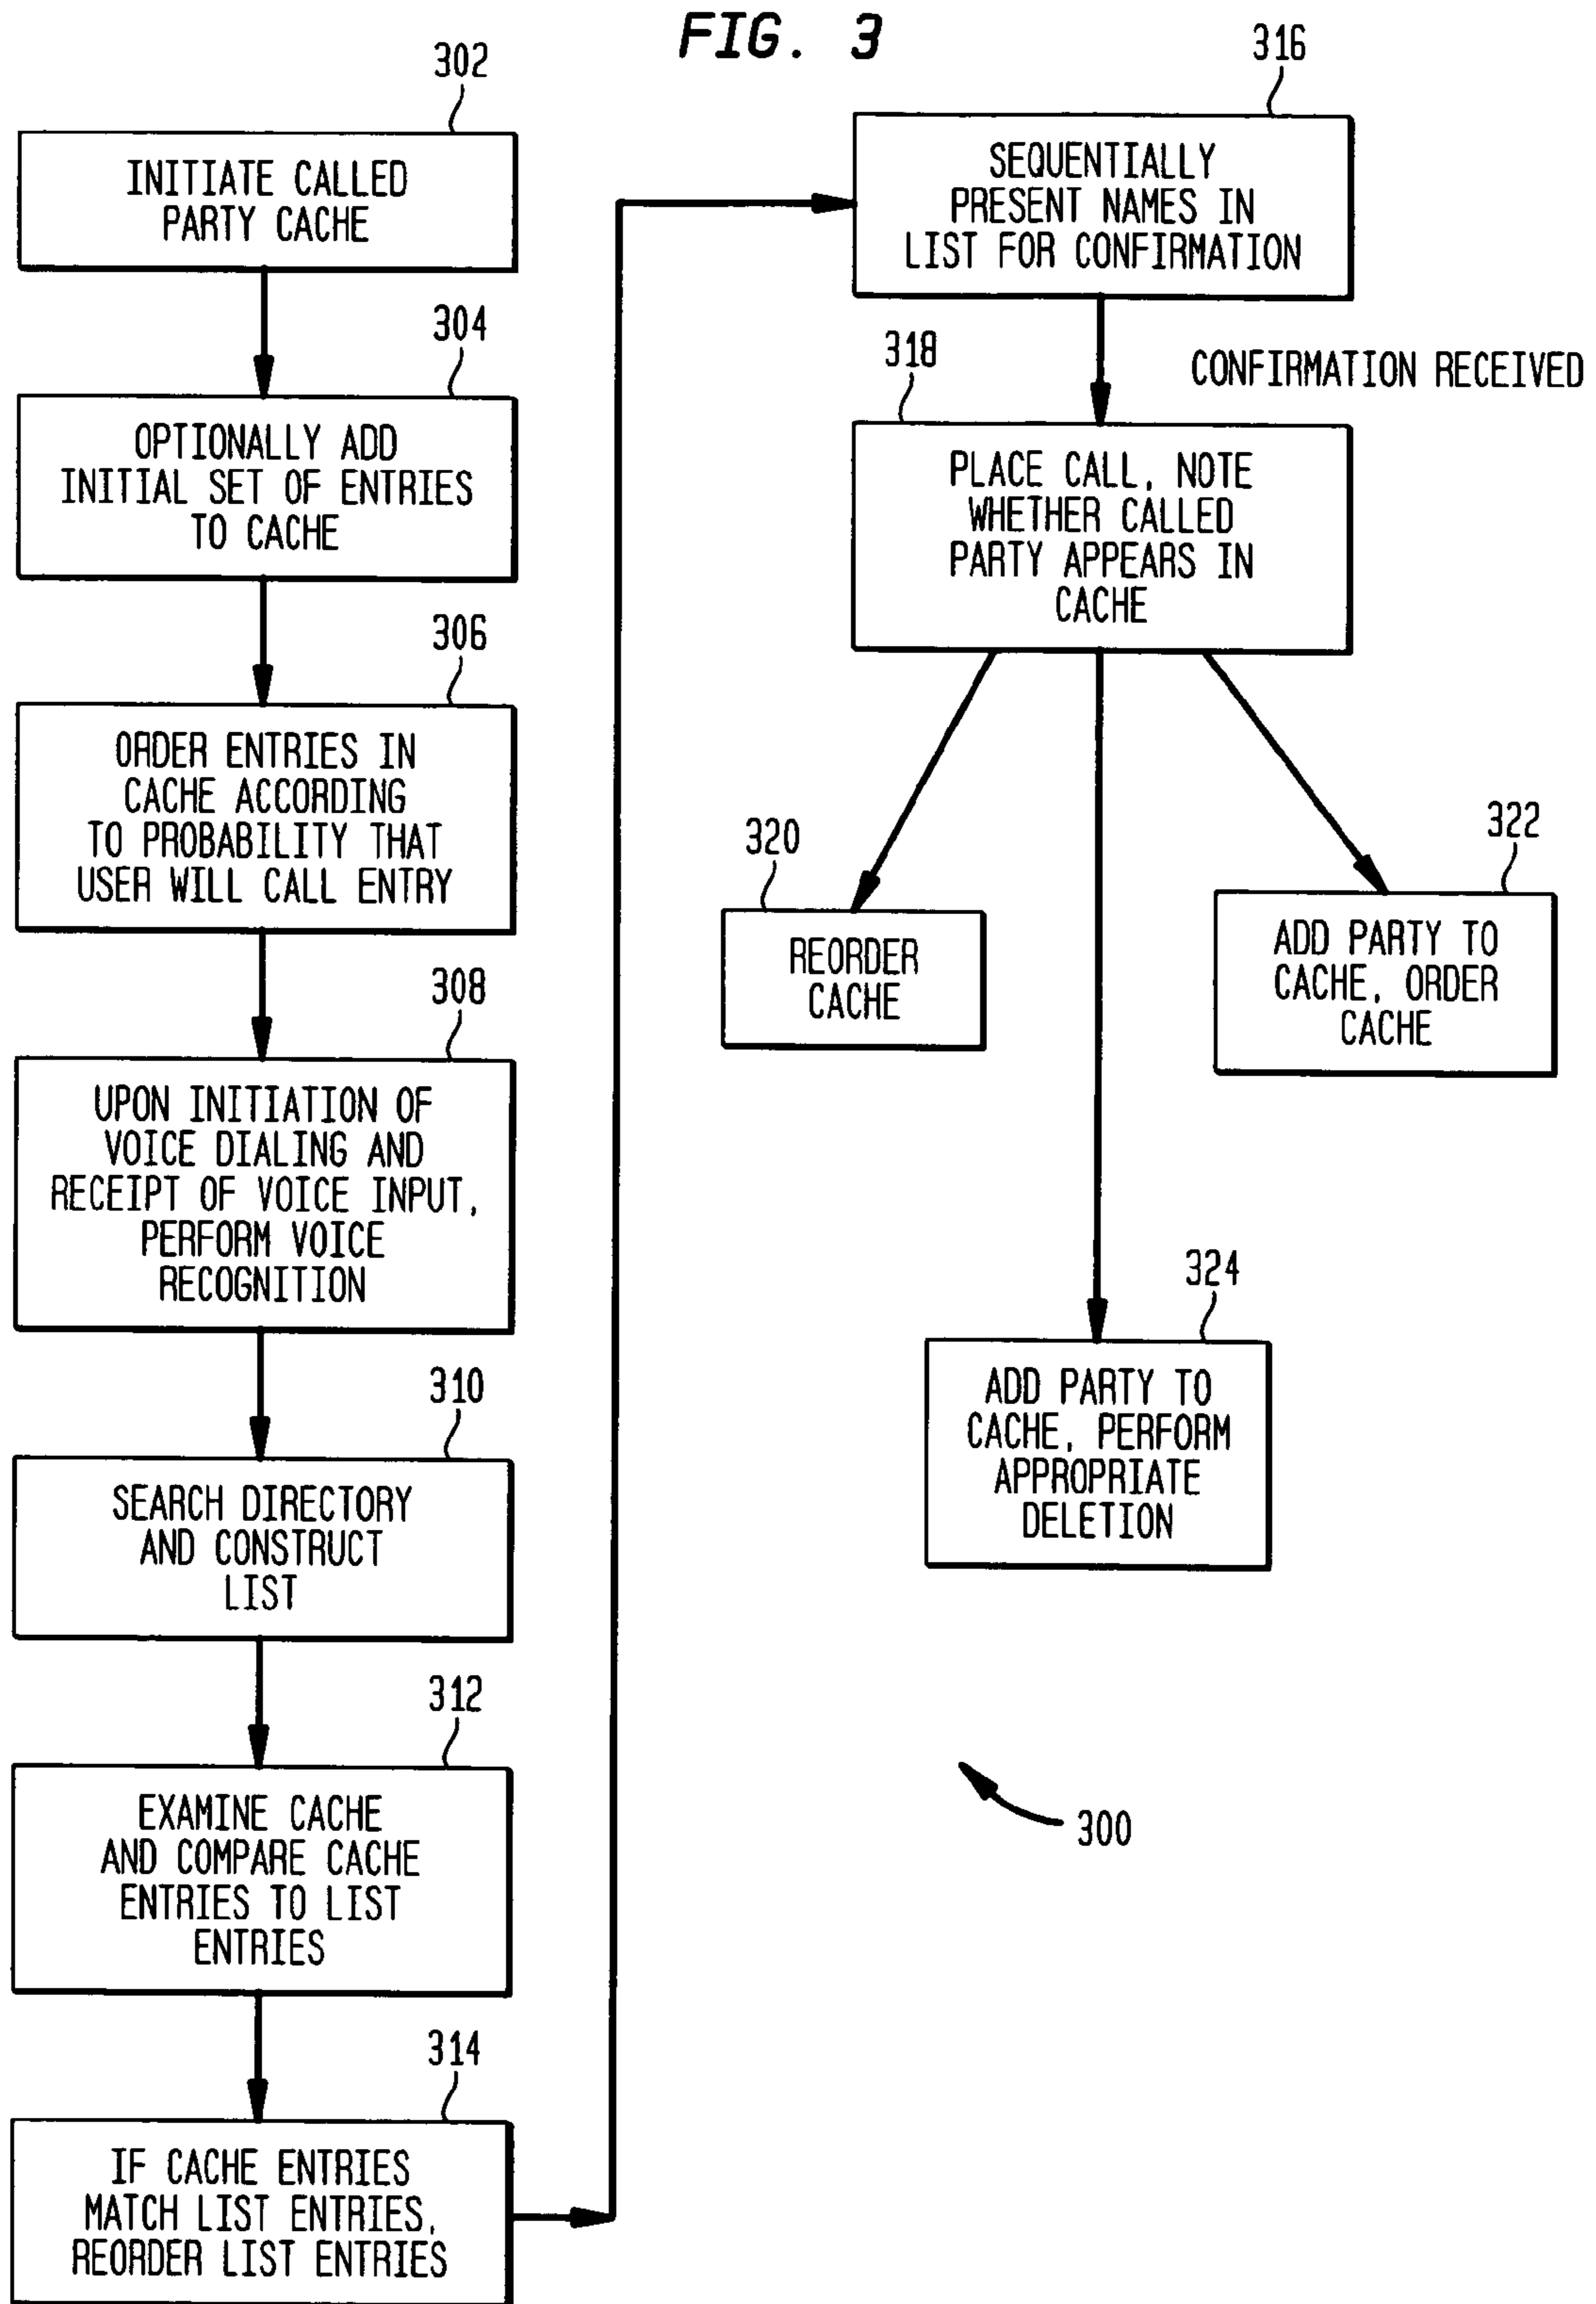 FIG. 3
302
INITIATE CALLED
PARTY CACHE
304
OPTIONALLY ADD
INITIAL SET OF ENTRIES
TO CACHE
306
ORDER ENTRIES IN
CACHE ACCORDING
TO PROBABILITY THAT
USER WILL CALL ENTRY
308
UPON INITIATION OF
VOICE DIALING AND
RECEIPT OF VOICE INPUT,
PERFORM VOICE
RECOGNITION
310
SEARCH DIRECTORY
AND CONSTRUCT
LIST
312
EXAMINE CACHE
AND COMPARE CACHE
ENTRIES TO LIST
ENTRIES
314
IF CACHE ENTRIES
MATCH LIST ENTRIES,
REORDER LIST ENTRIES
316
SEQUENTIALLY
PRESENT NAMES IN
LIST FOR CONFIRMATION
CONFIRMATION RECEIVED
318
PLACE CALL, NOTE
WHETHER CALLED
PARTY APPEARS IN
CACHE
320
REORDER
CACHE
322
ADD PARTY TO
CACHE, ORDER
CACHE
324
ADD PARTY TO
CACHE, PERFORM
APPROPRIATE
DELETION
300